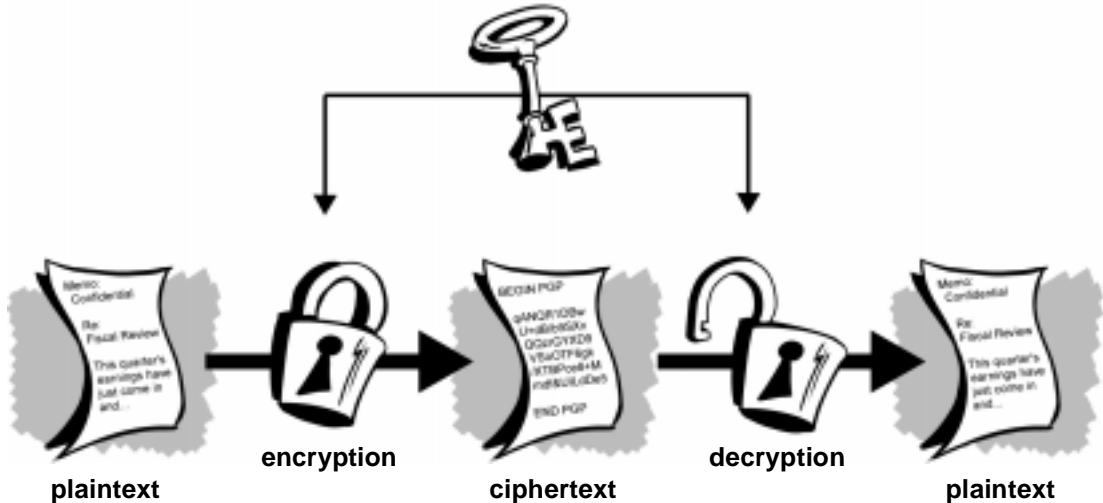 Memo:
Confidential
Re:
Fiscal Review
This quarter's
earnings have
just come in
and...
BEGIN PGP
END PGP
Memo:
Confidential
Re:
Fiscal Review
This quarter's
earnings have
just come in
and...
encryption
decryption
plaintext
ciphertext
plaintext